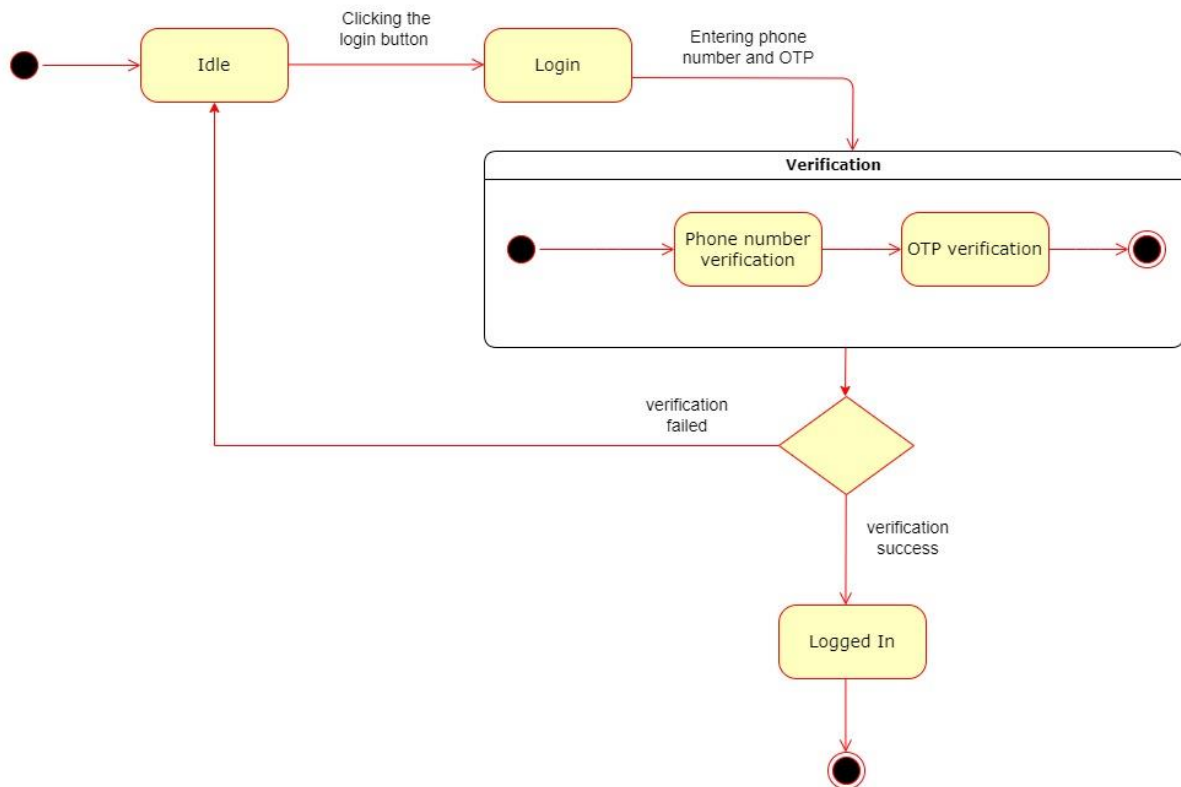 Clicking the
login button
Idle
Login
Entering phone
number and OTP
Verification
Phone number
verification
OTP verification
verification
failed
verification
success
Logged In